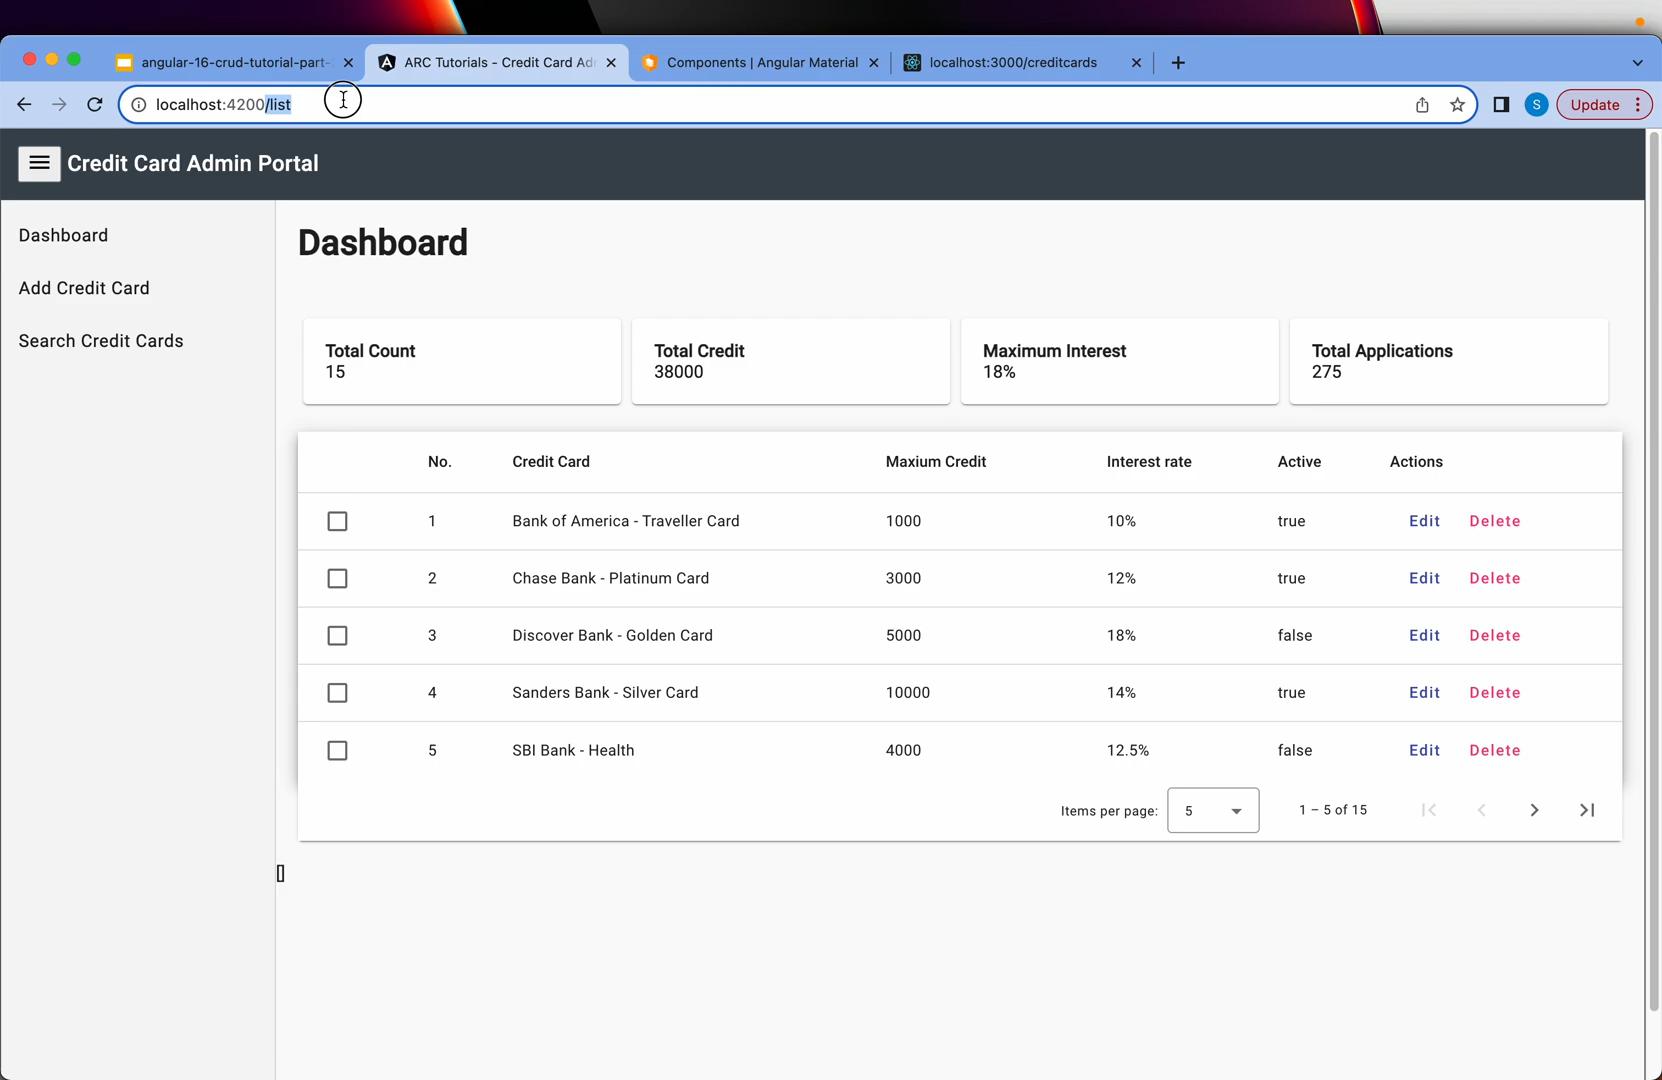 angular-16-crud-tutorial-part-
ARC Tutorials - Credit Card Ad
Components | Angular Material
localhost:3000/creditcards
localhost:4200/list
S
Update
Credit Card Admin Portal
Dashboard
Add Credit Card
Search Credit Cards
Dashboard
Total Count
15
Total Credit
38000
Maximum Interest
18%
Total Applications
275
No. Credit Card Maxium Credit Interest rate Active Actions
1 Bank of America - Traveller Card 1000 10% true Edit Delete
2 Chase Bank - Platinum Card 3000 12% true Edit Delete
3 Discover Bank - Golden Card 5000 18% false Edit Delete
4 Sanders Bank - Silver Card 10000 14% true Edit Delete
5 SBI Bank - Health 4000 12.5% false Edit Delete
Items per page: 5 1 – 5 of 15
[]